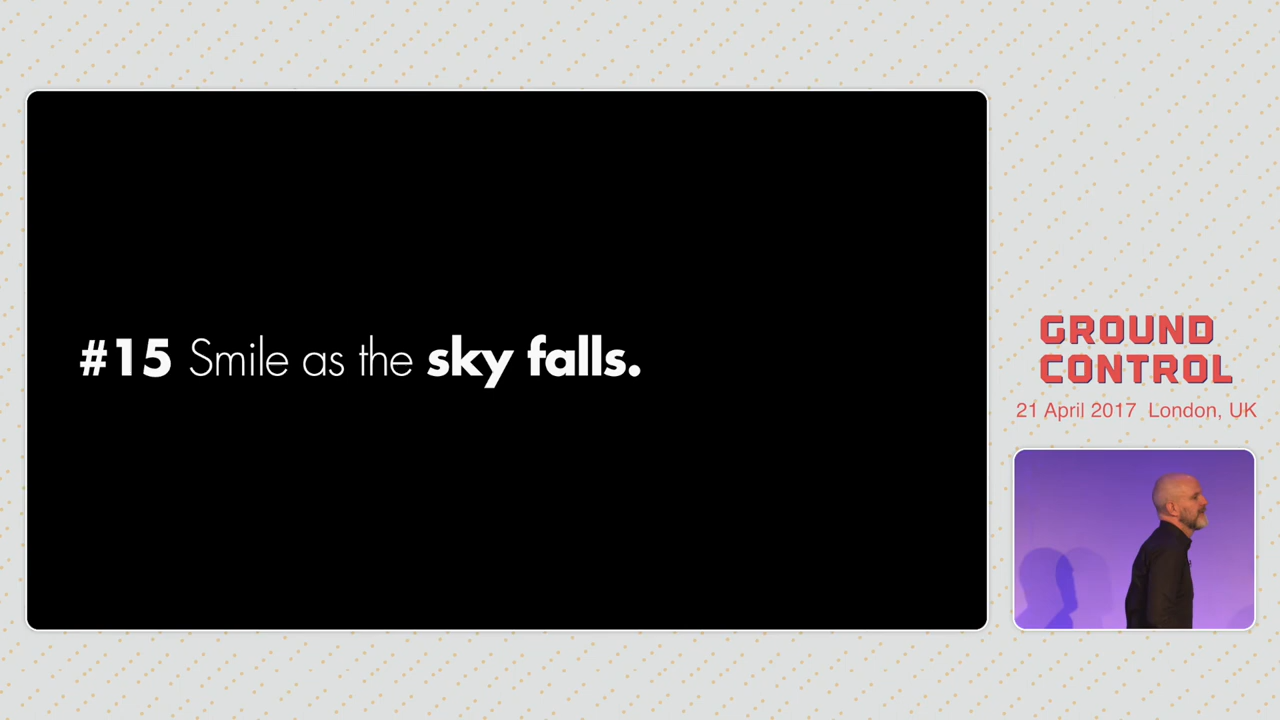 #15 Smile as the sky falls.
GROUND
CONTROL
21 April 2017 London, UK